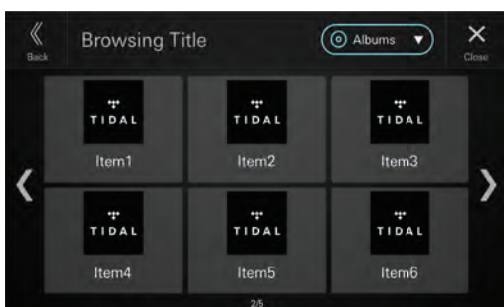 Browsing Title
Albums
Back
Close
TIDAL
TIDAL
TIDAL
Item1
Item2
Item3
TIDAL
TIDAL
TIDAL
Item4
Item5
Item6
2/5